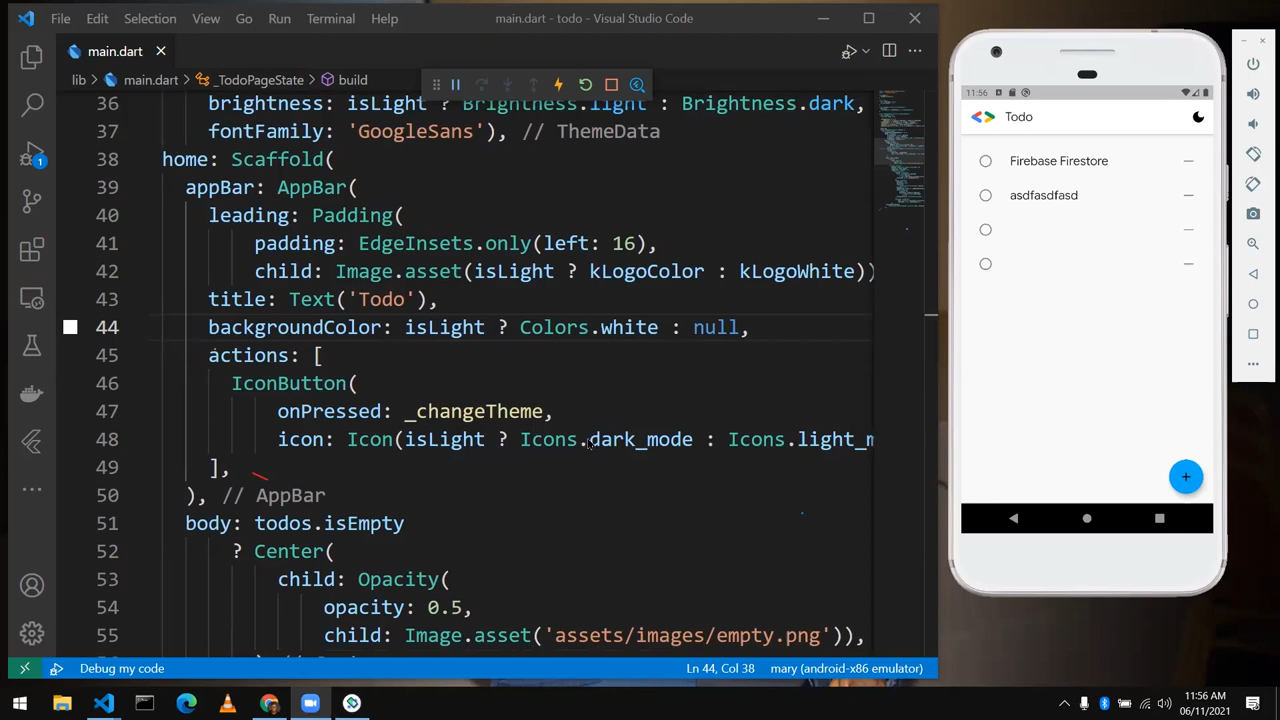 File Edit Selection View Go Run Terminal Help main.dart - todo - Visual Studio Code
main.dart
lib main.dart _TodoPageState build
36 brightness: isLight ? Brightness.light : Brightness.dark,
37 fontFamily: 'GoogleSans'), // ThemeData
38 home: Scaffold(
39 appBar: AppBar(
40 leading: Padding(
41 padding: EdgeInsets.only(left: 16),
42 child: Image.asset(isLight ? kLogoColor : kLogoWhite))
43 title: Text('Todo'),
44 backgroundColor: isLight ? Colors.white : null,
45 actions: [
46 IconButton(
47 onPressed: _changeTheme,
48 icon: Icon(isLight ? Icons.dark_mode : Icons.light_m
49 ],
50 ), // AppBar
51 body: todos.isEmpty
52 ? Center(
53 child: Opacity(
54 opacity: 0.5,
55 child: Image.asset('assets/images/empty.png')),
1
Debug my code Ln 44, Col 38 mary (android-x86 emulator)
11:56
Todo
Firebase Firestore
asdfasdfasd
11:56 AM
06/11/2021